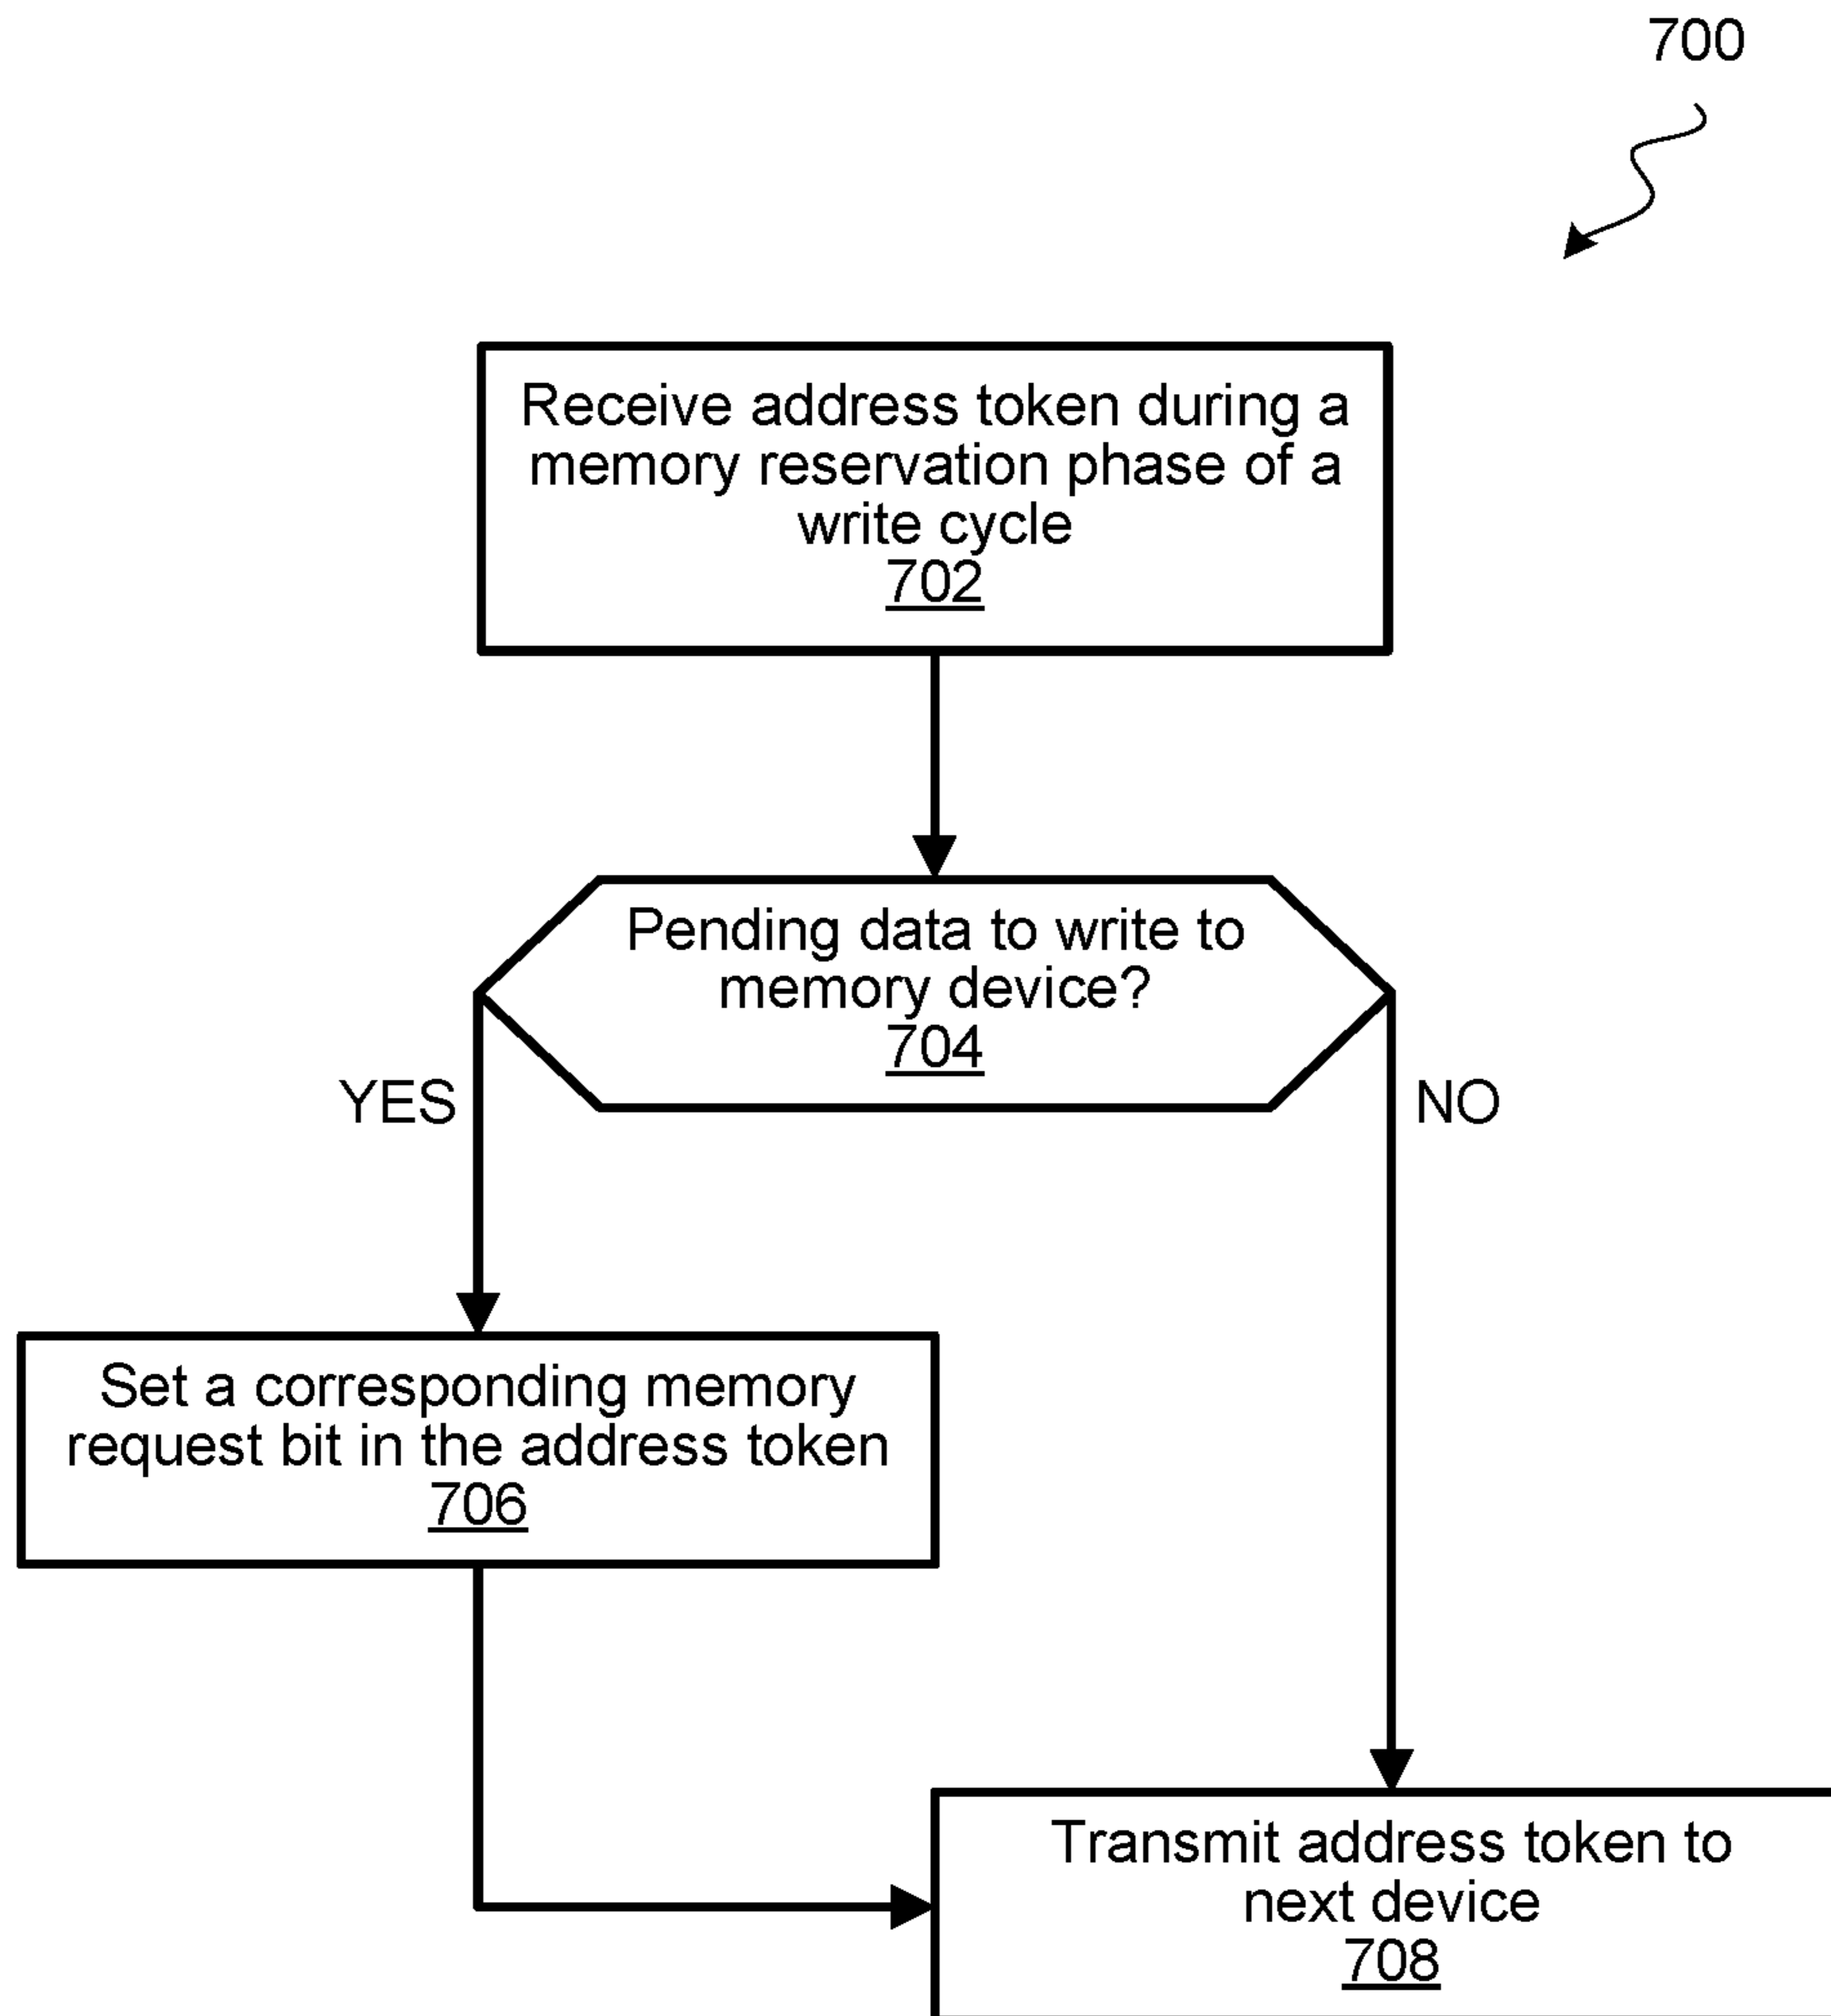 700
Receive address token during a
memory reservation phase of a
write cycle
702
Pending data to write to
memory device?
704
YES
NO
Set a corresponding memory
request bit in the address token
706
Transmit address token to
next device
708